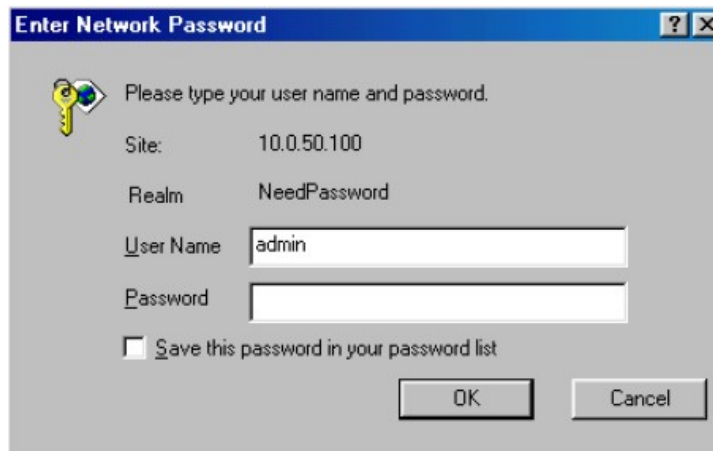 Enter Network Password
Please type your user name and password.
Site: 10.0.50.100
Realm NeedPassword
User Name admin
Password
Save this password in your password list
OK Cancel